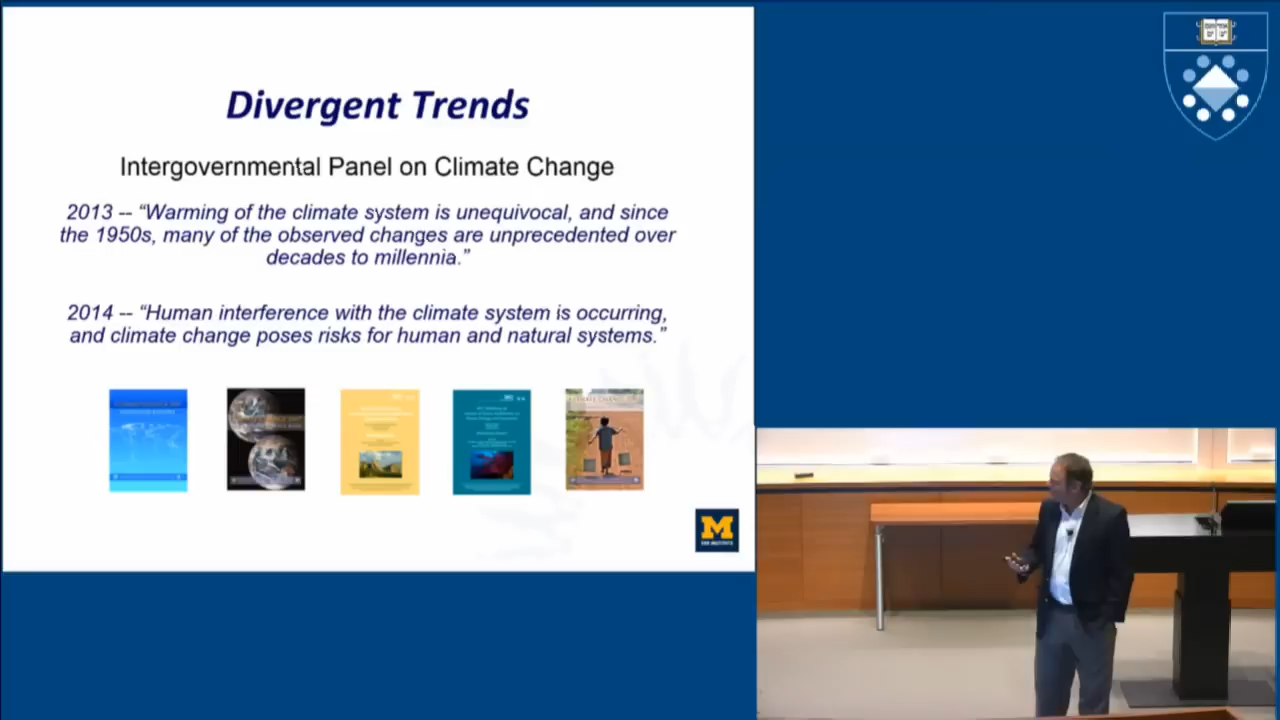 Divergent Trends
Intergovernmental Panel on Climate Change
2013 -- “Warming of the climate system is unequivocal, and since
the 1950s, many of the observed changes are unprecedented over
decades to millennia.”
2014 -- “Human interference with the climate system is occurring,
and climate change poses risks for human and natural systems.”
M